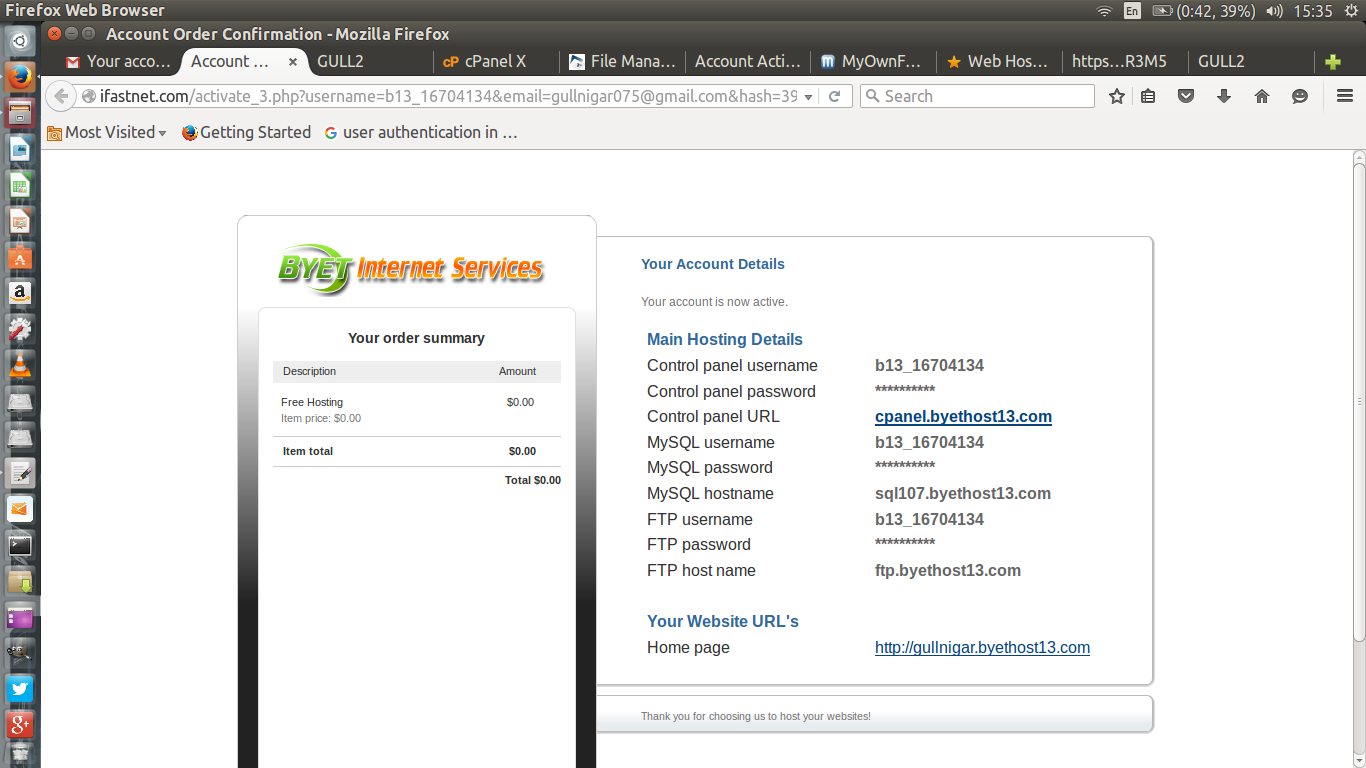 Firefox Web Browser
En
(0:42, 39%)
15:35
Account Order Confirmation - Mozilla Firefox
Your acco...
Account ...
GULL2
cP cPanel X
File Mana...
Account Acti...
m MyOwnF...
Web Hos...
https...R3M5
GULL2
ifastnet.com/activate_3.php?username=b13_16704134&email=gullnigar075@gmail.com&hash=39
Search
Most Visited
Getting Started
G user authentication in ...
BYET Internet Services
Your order summary
Description Amount
Free Hosting $0.00
Item price: $0.00
Item total $0.00
Total $0.00
Your Account Details
Your account is now active.
Main Hosting Details
Control panel username b13_16704134
Control panel password **********
Control panel URL cpanel.byethost13.com
MySQL username b13_16704134
MySQL password **********
MySQL hostname sql107.byethost13.com
FTP username b13_16704134
FTP password **********
FTP host name ftp.byethost13.com
Your Website URL's
Home page http://gullnigar.byethost13.com
Thank you for choosing us to host your websites!